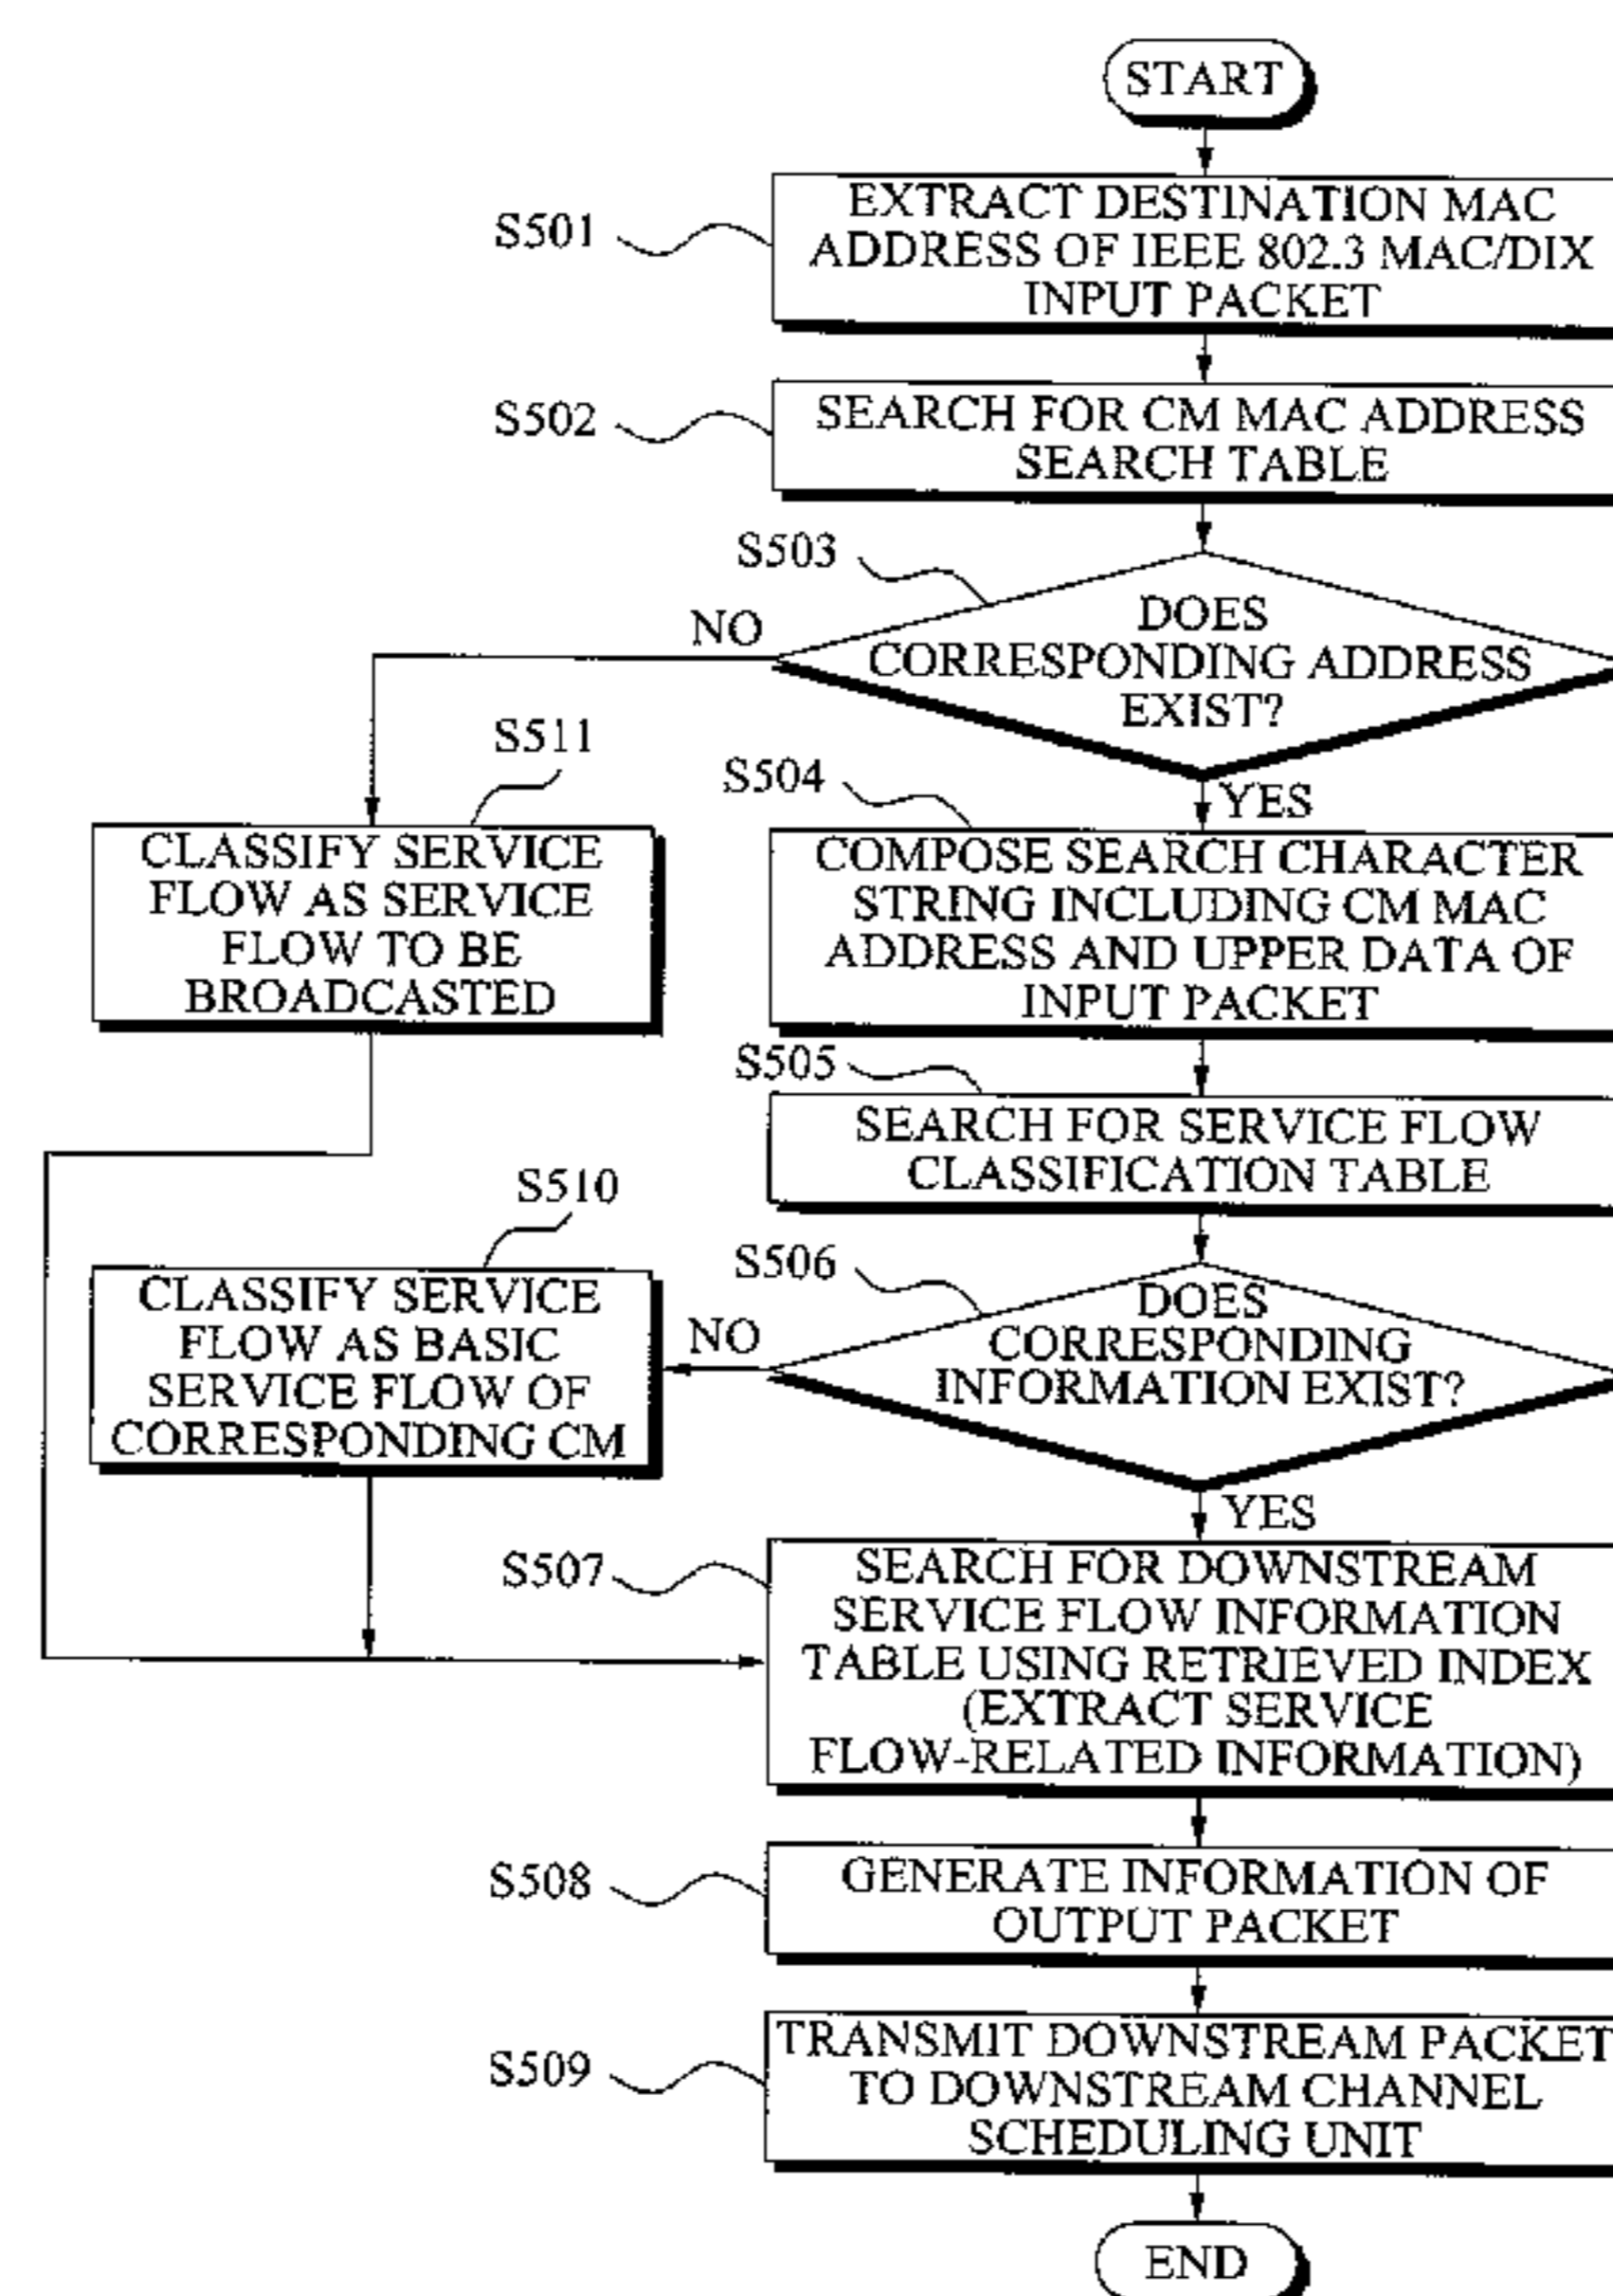 START
S501
EXTRACT DESTINATION MAC
ADDRESS OF IEEE 802.3 MAC/DIX
INPUT PACKET
S502
SEARCH FOR CM MAC ADDRESS
SEARCH TABLE
S503
DOES
CORRESPONDING ADDRESS
EXIST?
NO
YES
S511
CLASSIFY SERVICE
FLOW AS SERVICE
FLOW TO BE
BROADCASTED
S504
COMPOSE SEARCH CHARACTER
STRING INCLUDING CM MAC
ADDRESS AND UPPER DATA OF
INPUT PACKET
S505
SEARCH FOR SERVICE FLOW
CLASSIFICATION TABLE
S506
DOES
CORRESPONDING
INFORMATION EXIST?
NO
YES
S510
CLASSIFY SERVICE
FLOW AS BASIC
SERVICE FLOW OF
CORRESPONDING CM
S507
SEARCH FOR DOWNSTREAM
SERVICE FLOW INFORMATION
TABLE USING RETRIEVED INDEX
(EXTRACT SERVICE
FLOW-RELATED INFORMATION)
S508
GENERATE INFORMATION OF
OUTPUT PACKET
S509
TRANSMIT DOWNSTREAM PACKET
TO DOWNSTREAM CHANNEL
SCHEDULING UNIT
END